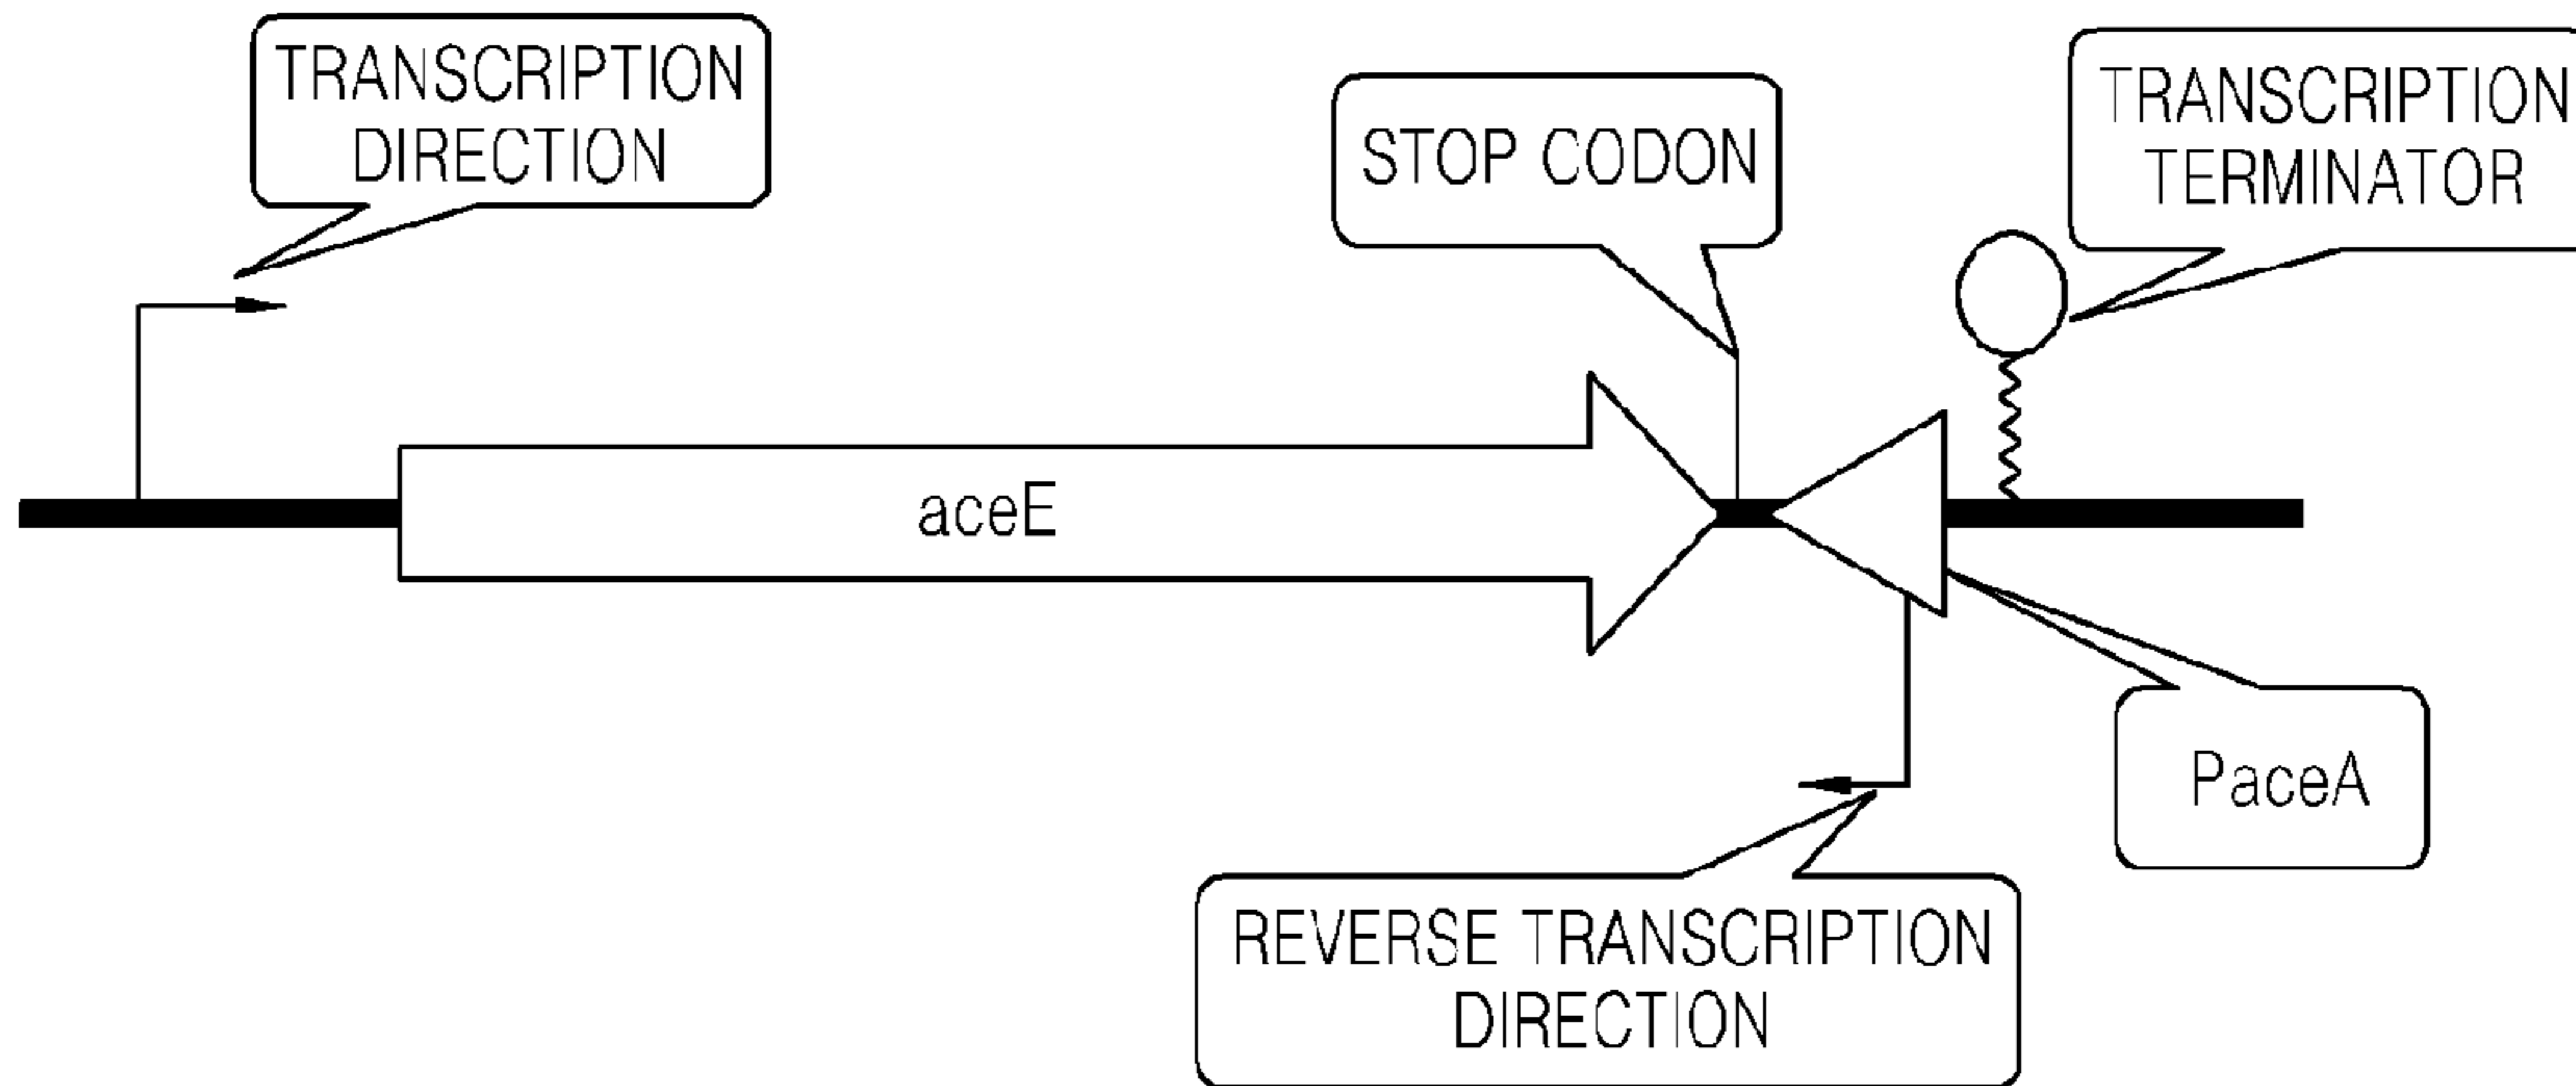 TRANSCRIPTION
DIRECTION
STOP CODON
TRANSCRIPTION
TERMINATOR
aceE
PaceA
REVERSE TRANSCRIPTION
DIRECTION